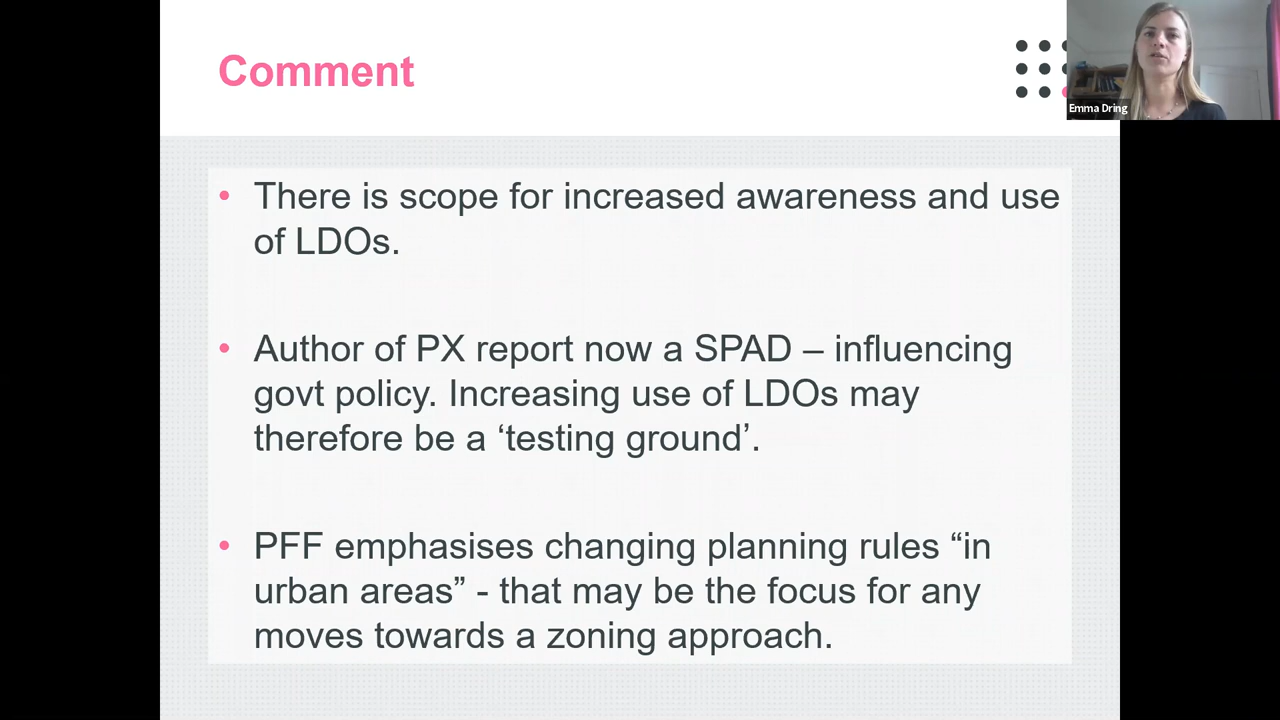 Comment
Emma Dring
• There is scope for increased awareness and use
of LDOs.
• Author of PX report now a SPAD – influencing
govt policy. Increasing use of LDOs may
therefore be a ‘testing ground’.
• PFF emphasises changing planning rules “in
urban areas” - that may be the focus for any
moves towards a zoning approach.